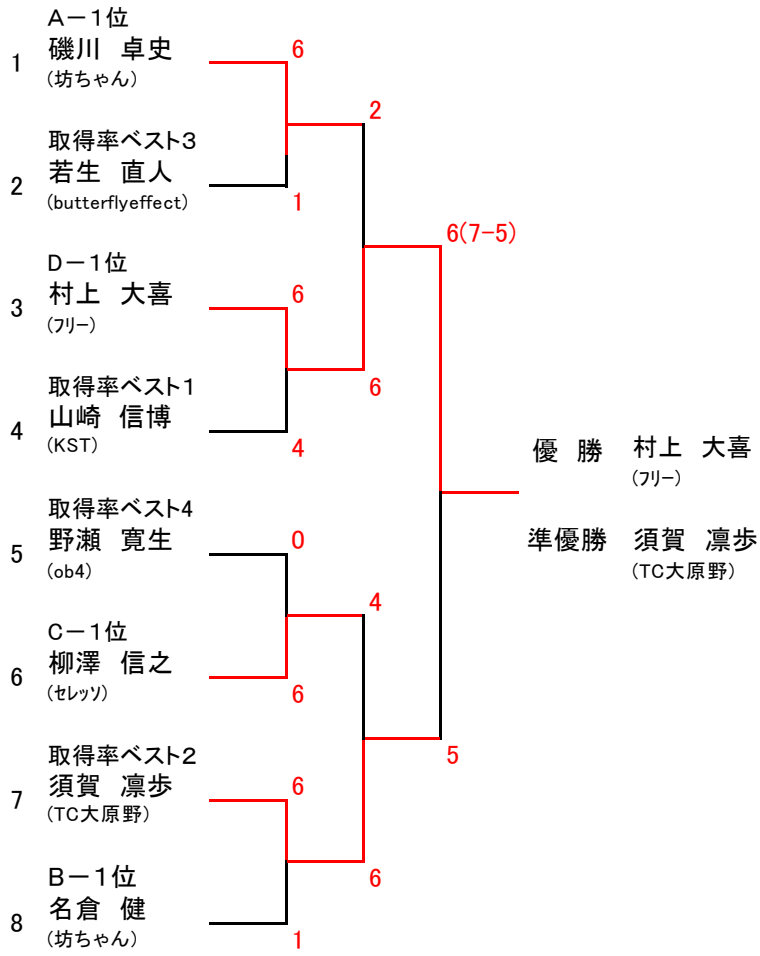 A－1位
1 磯川 卓史 6
(坊ちゃん)
2
取得率ベスト3
2 若生 直人
(butterflyeffect) 1
6(7-5)
D－1位
3 村上 大喜 6
(フリー)
6
取得率ベスト1
4 山崎 信博
(KST) 4
優 勝 村上 大喜
(フリー)
取得率ベスト4
5 野瀬 寛生 0
(ob4)
準優勝 須賀 凛歩
(TC大原野)
4
C－1位
6 柳澤 信之
(セレッソ) 6
取得率ベスト2 5
7 須賀 凛歩 6
(TC大原野)
B－1位 6
8 名倉 健
(坊ちゃん) 1